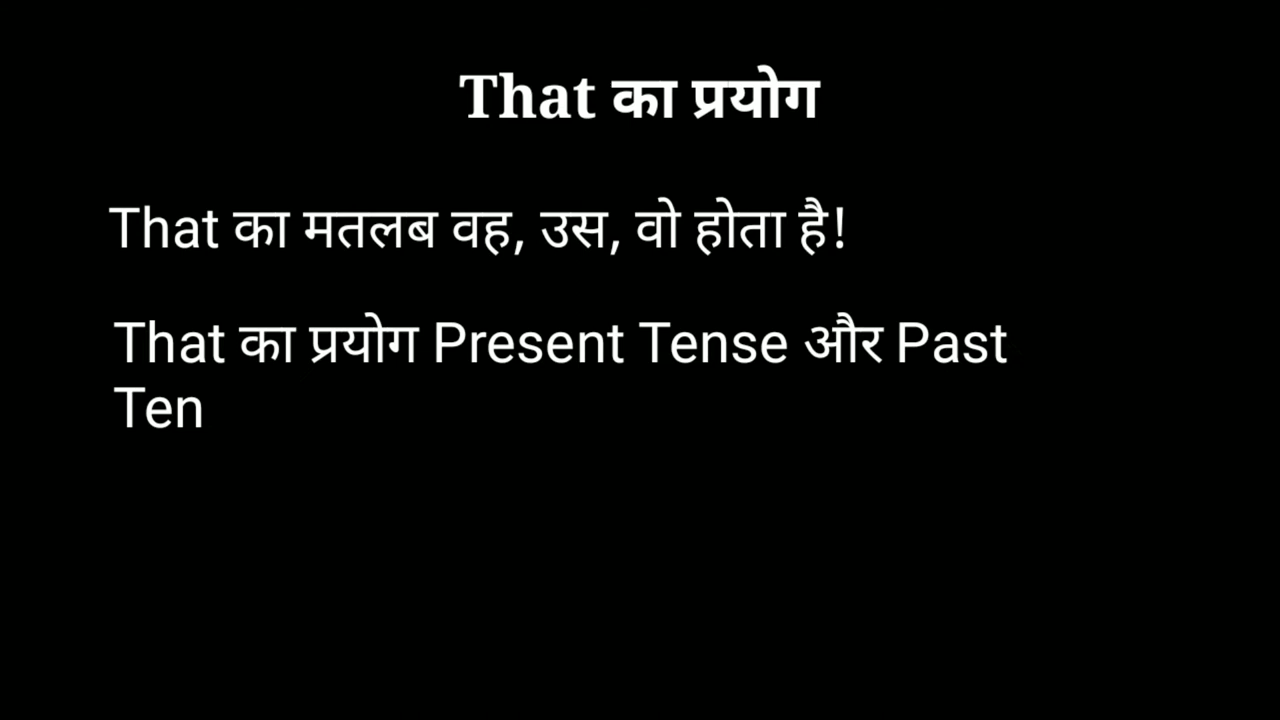 That का प्रयोग
That का मतलब वह, उस, वो होता है!
That का प्रयोग Present Tense और Past
Ten